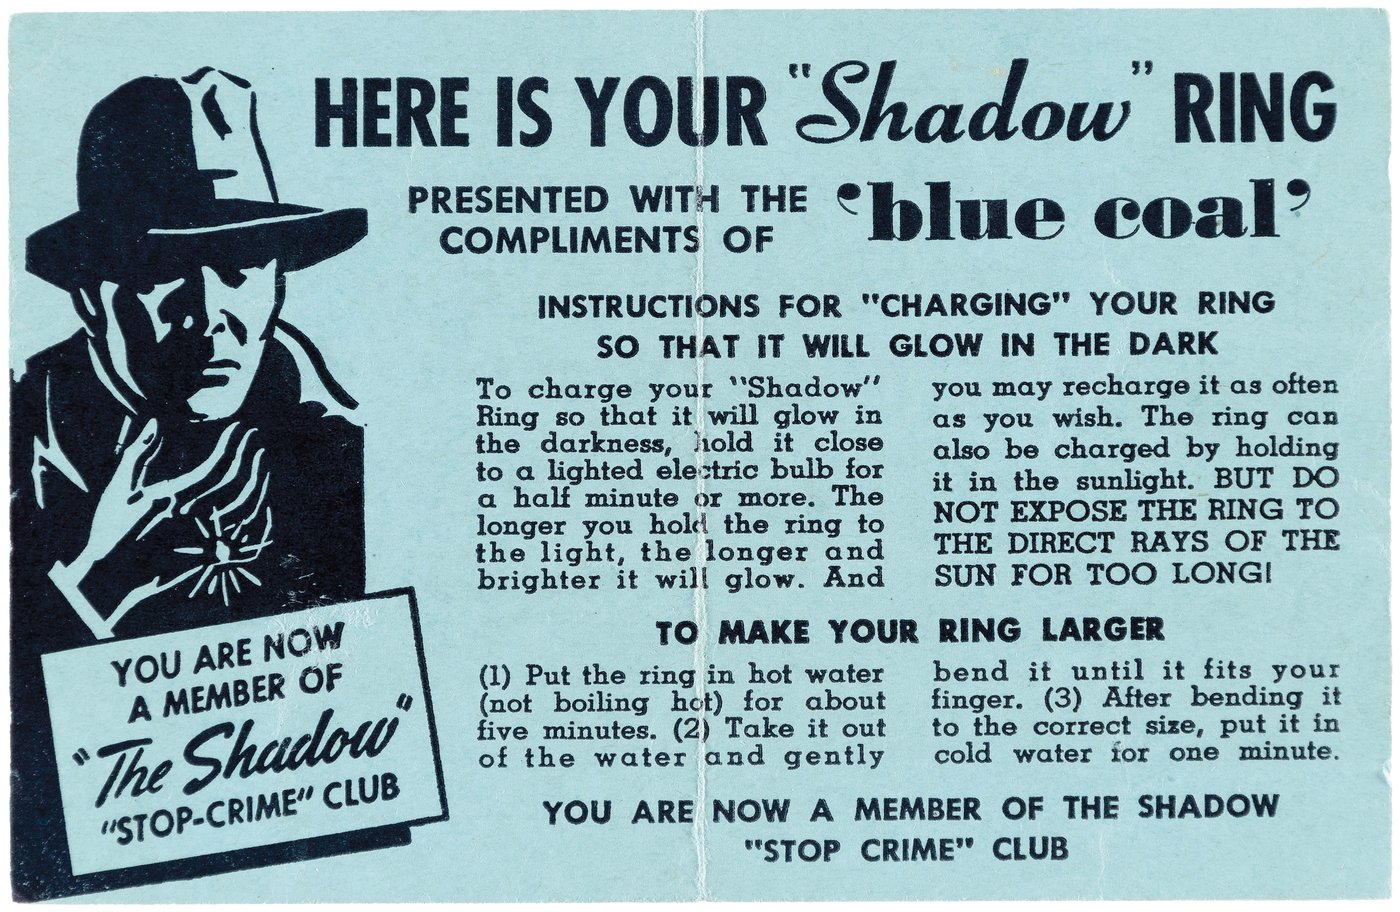 HERE IS YOUR "Shadow" RING
PRESENTED WITH THE
COMPLIMENTS OF
'blue coal'
INSTRUCTIONS FOR "CHARGING" YOUR RING
SO THAT IT WILL GLOW IN THE DARK
To charge your "Shadow"
Ring so that it will glow in
the darkness, hold it close
to a lighted electric bulb for
a half minute or more. The
longer you hold the ring to
the light, the longer and
brighter it will glow. And
you may recharge it as often
as you wish. The ring can
also be charged by holding
it in the sunlight. BUT DO
NOT EXPOSE THE RING TO
THE DIRECT RAYS OF THE
SUN FOR TOO LONG!
TO MAKE YOUR RING LARGER
(1) Put the ring in hot water
(not boiling hot) for about
five minutes. (2) Take it out
of the water and gently
bend it until it fits your
finger. (3) After bending it
to the correct size, put it in
cold water for one minute.
YOU ARE NOW A MEMBER OF THE SHADOW
"STOP CRIME" CLUB
YOU ARE NOW
A MEMBER OF
"The Shadow"
"STOP-CRIME" CLUB